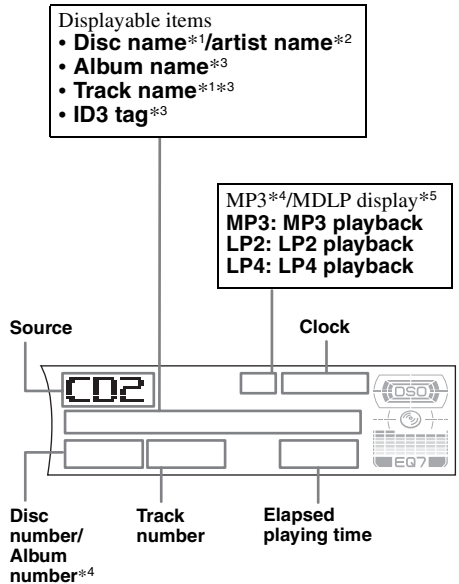 Displayable items
• Disc name*1/artist name*2
• Album name*3
• Track name*1*3
• ID3 tag*3
MP3*4/MDLP display*5
MP3: MP3 playback
LP2: LP2 playback
LP4: LP4 playback
Source
Clock
CD2
DSO
EQ7
Disc
number/
Album
number*4
Track
number
Elapsed
playing time